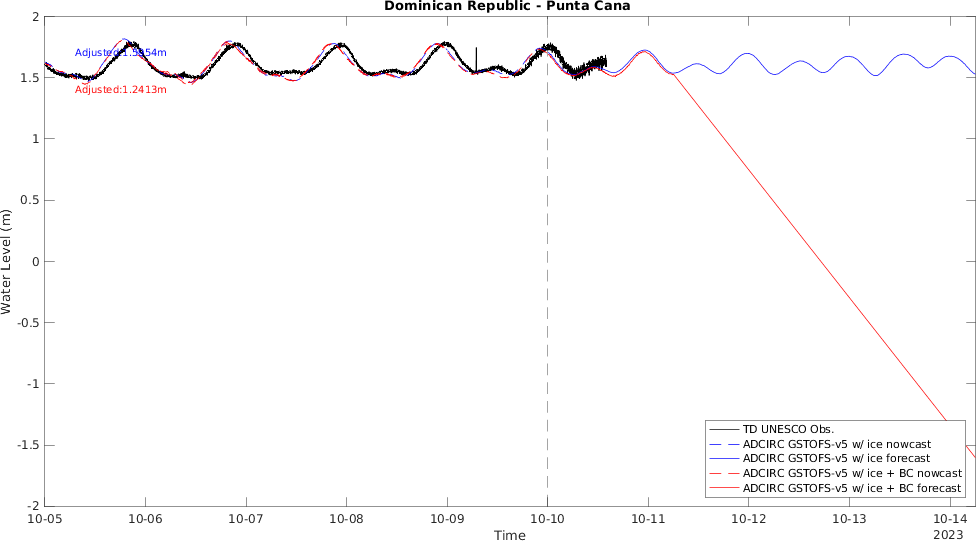 Dominican Republic - Punta Cana
Water Level (m)
2
1.5
1
0.5
0
-0.5
-1
-1.5
-2
Adjusted:1.5954m
Adjusted:1.2413m
TD UNESCO Obs.
ADCIRC GSTOFS-v5 w/ ice nowcast
ADCIRC GSTOFS-v5 w/ ice forecast
ADCIRC GSTOFS-v5 w/ ice + BC nowcast
ADCIRC GSTOFS-v5 w/ ice + BC forecast
10-05 10-06 10-07 10-08 10-09 10-10 10-11 10-12 10-13 10-14
Time
2023